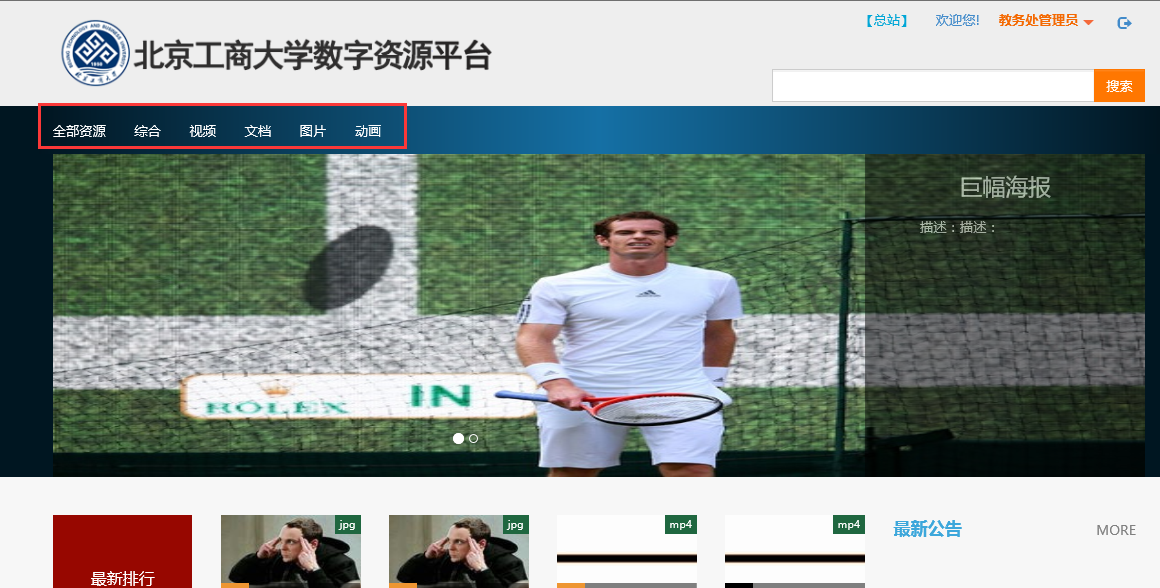 【总站】 欢迎您! 教务处管理员
北京工商大学数字资源平台
搜索
全部资源 综合 视频 文档 图片 动画
巨幅海报
描述：描述：
ROLEX IN
jpg jpg mp4 mp4
最新公告 MORE
最新排行